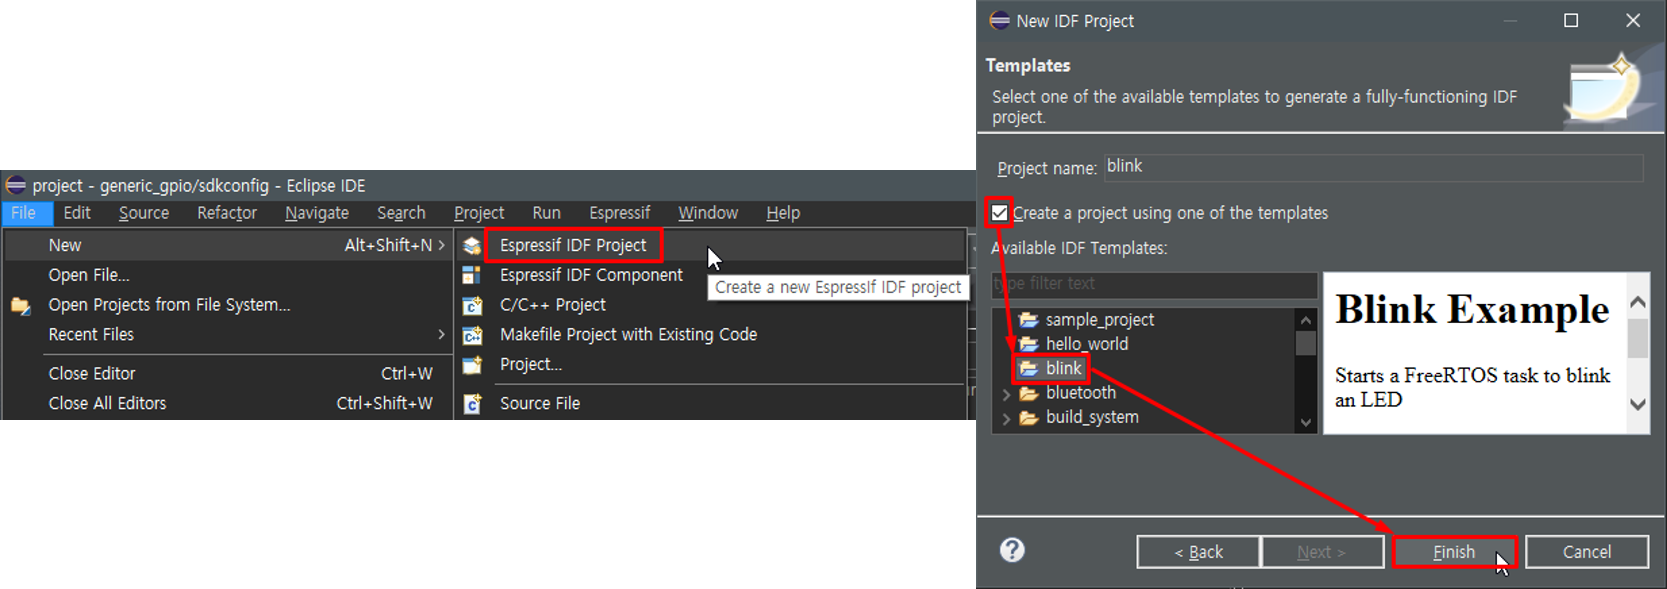 project - generic_gpio/sdkconfig - Eclipse IDE
File Edit Source Refactor Navigate Search Project Run Espressif Window Help
New Alt+Shift+N >
Open File...
Open Projects from File System...
Recent Files >
Close Editor Ctrl+W
Close All Editors Ctrl+Shift+W
Espressif IDF Project
Espressif IDF Component
C/C++ Project
Makefile Project with Existing Code
Project...
Source File
Create a new EspressIf IDF project
New IDF Project
Templates
Select one of the available templates to generate a fully-functioning IDF
project.
Project name: blink
Create a project using one of the templates
Available IDF Templates:
type filter text
sample_project
hello_world
blink
bluetooth
build_system
Blink Example
Starts a FreeRTOS task to blink
an LED
< Back Next > Finish Cancel